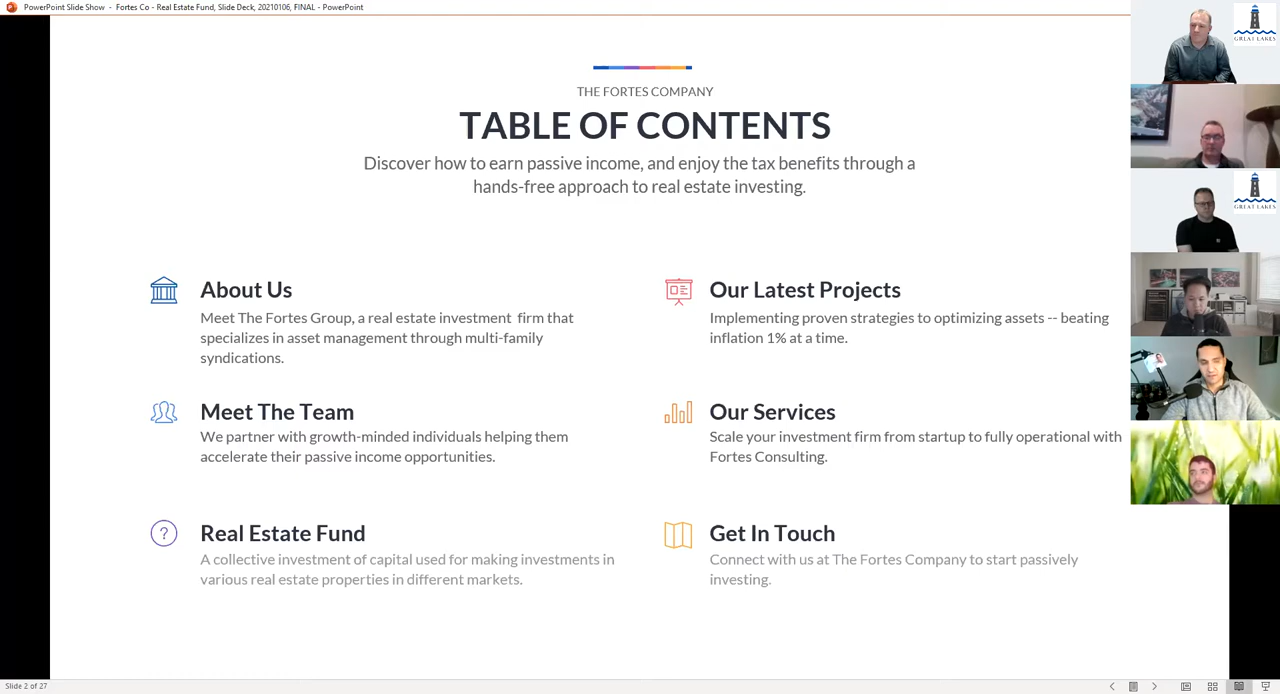 PowerPoint Slide Show - Fortes Co - Real Estate Fund, Slide Deck, 20210106, FINAL - PowerPoint
THE FORTES COMPANY
TABLE OF CONTENTS
Discover how to earn passive income, and enjoy the tax benefits through a
hands-free approach to real estate investing.
About Us
Meet The Fortes Group, a real estate investment firm that
specializes in asset management through multi-family
syndications.
Our Latest Projects
Implementing proven strategies to optimizing assets -- beating
inflation 1% at a time.
Meet The Team
We partner with growth-minded individuals helping them
accelerate their passive income opportunities.
Our Services
Scale your investment firm from startup to fully operational with
Fortes Consulting.
?
Real Estate Fund
A collective investment of capital used for making investments in
various real estate properties in different markets.
Get In Touch
Connect with us at The Fortes Company to start passively
investing.
GREAT LAKES
GREAT LAKES
Slide 2 of 27